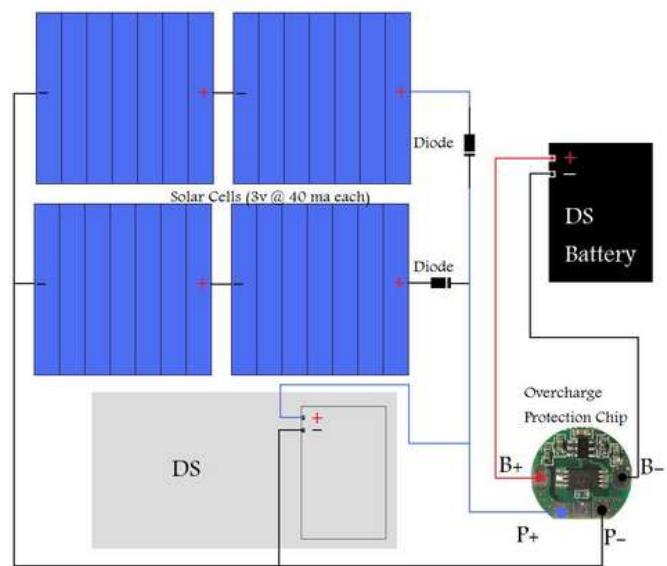 − + − +
Diode
Solar Cells (3v @ 40 ma each)
+
−
DS
Battery
− + − +
Diode
Overcharge
Protection Chip
+
−
DS
B+
B−
P+
P−